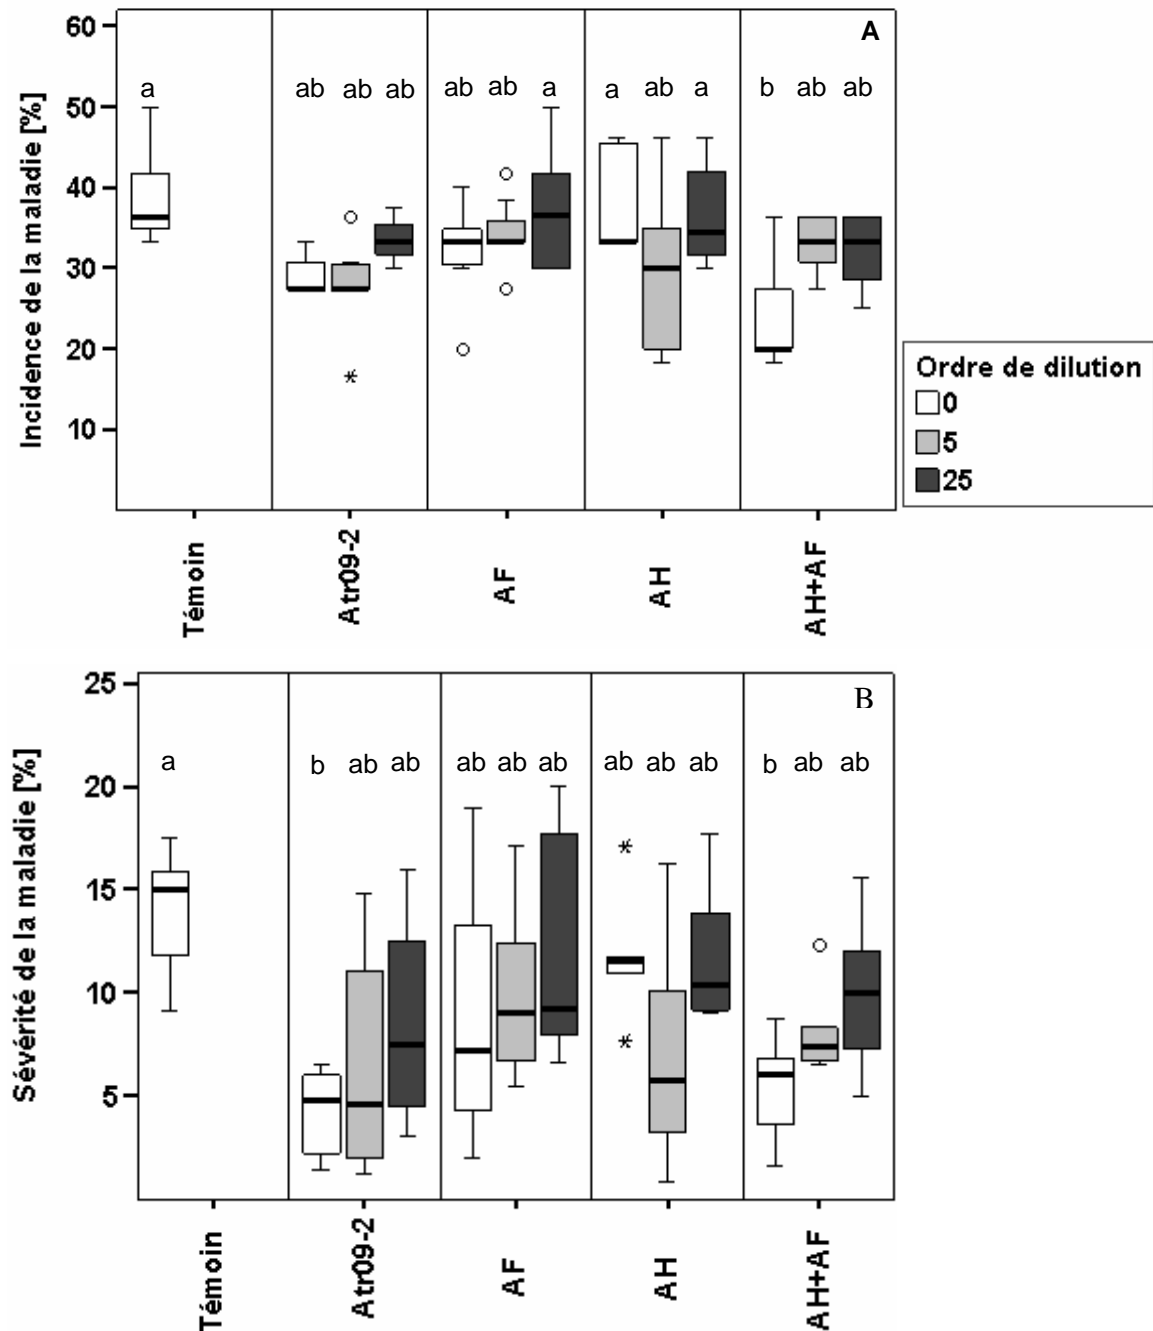 A
60
50
40
30
20
10
Incidence de la maladie [%]
a ab ab ab ab ab a a ab a b ab ab
Ordre de dilution
0
5
25
Témoin Atr09-2 AF AH AH+AF
B
25
20
15
10
5
Sévérité de la maladie [%]
a b ab ab ab ab ab ab ab ab b ab ab
Témoin Atr09-2 AF AH AH+AF